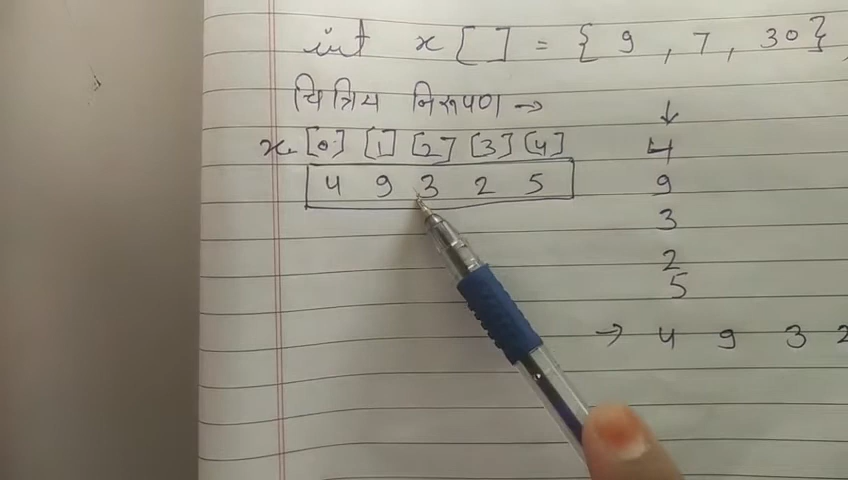 int x [ ] = { 9 , 7 , 30 } ,
चित्रिय निरूपण →
↓
x [0] [1] [2] [3] [4]
4 9 3 2 5
4
9
3
2
5
→ 4 9 3 2